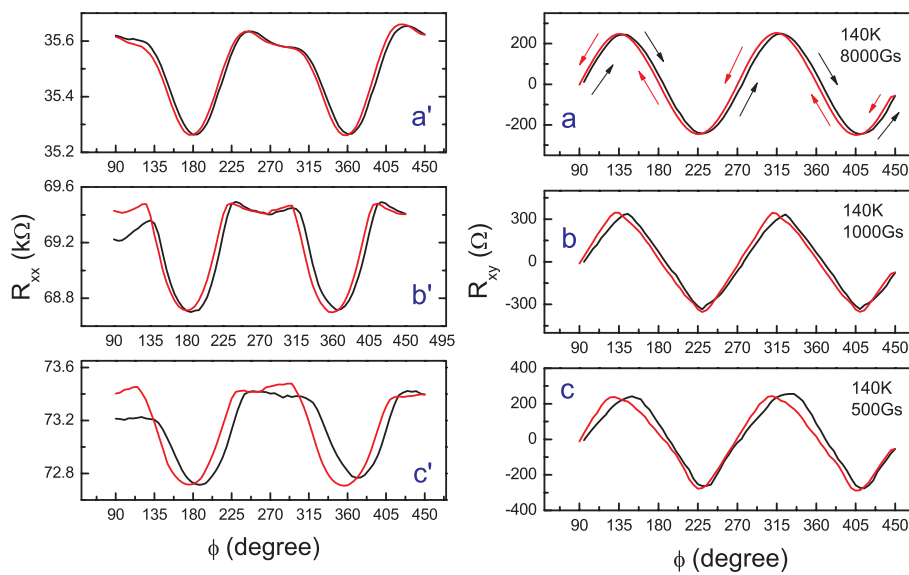 35.6
35.4
35.2
90 135 180 225 270 315 360 405 450
a'
69.6
69.2
68.8
90 135 180 225 270 315 360 405 450 495
b'
73.6
73.2
72.8
90 135 180 225 270 315 360 405 450
c'
R_xx (kΩ)
ϕ (degree)
200
0
-200
90 135 180 225 270 315 360 405 450
a
140K
8000Gs
300
0
-300
90 135 180 225 270 315 360 405 450
b
140K
1000Gs
400
200
0
-200
-400
90 135 180 225 270 315 360 405 450
c
140K
500Gs
R_xy (Ω)
ϕ (degree)